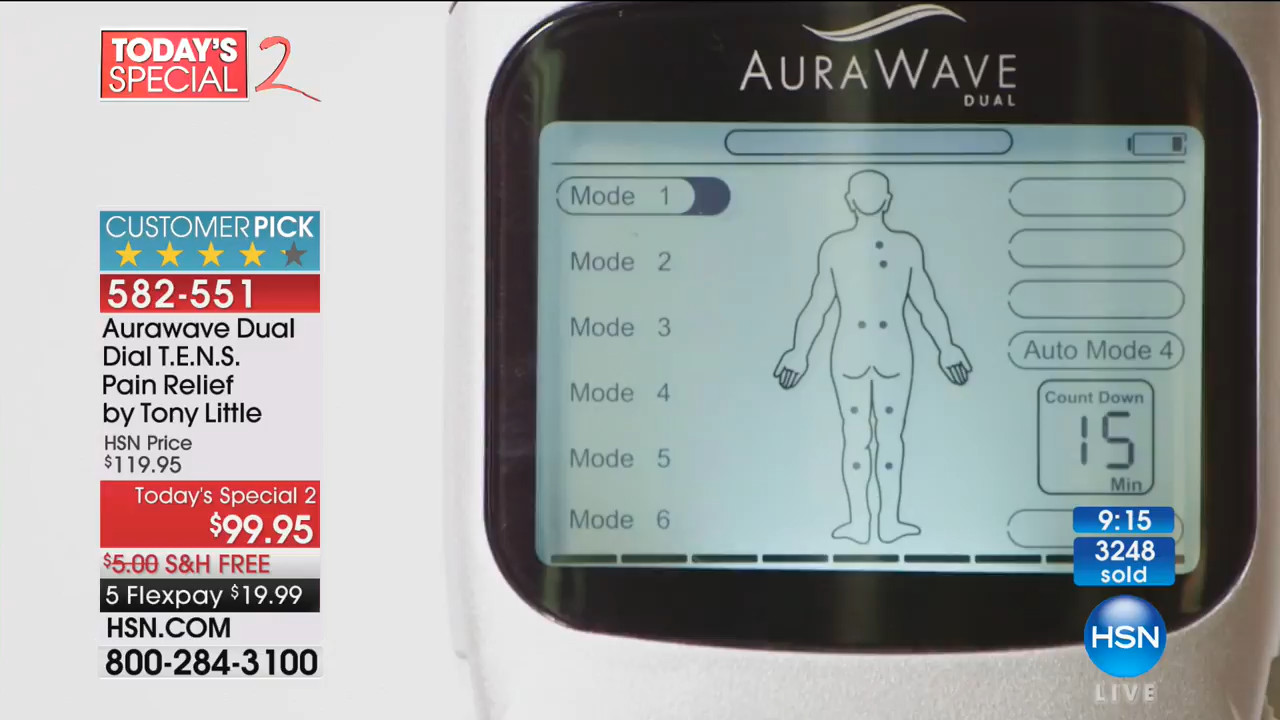 TODAY'S
SPECIAL 2
CUSTOMER PICK
582-551
Aurawave Dual
Dial T.E.N.S.
Pain Relief
by Tony Little
HSN Price
$119.95
Today's Special 2
$99.95
$5.00 S&H FREE
5 Flexpay $19.99
HSN.COM
800-284-3100
AURAWAVE
DUAL
Mode 1
Mode 2
Mode 3
Mode 4
Mode 5
Mode 6
Auto Mode 4
Count Down
15
Min
9:15
3248
sold
HSN
LIVE